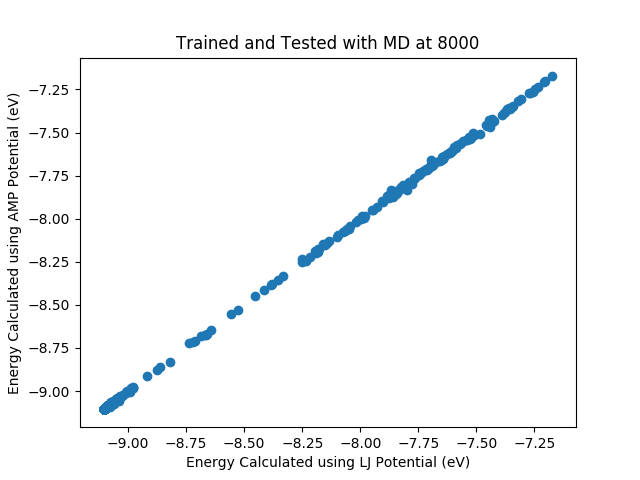 Trained and Tested with MD at 8000
Energy Calculated using AMP Potential (eV)
−7.25
−7.50
−7.75
−8.00
−8.25
−8.50
−8.75
−9.00
−9.00 −8.75 −8.50 −8.25 −8.00 −7.75 −7.50 −7.25
Energy Calculated using LJ Potential (eV)